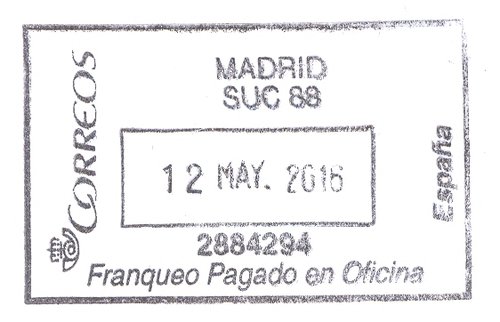 CORREOS
MADRID
SUC 88
12 MAY. 2016
2884294
Franqueo Pagado en Oficina
España